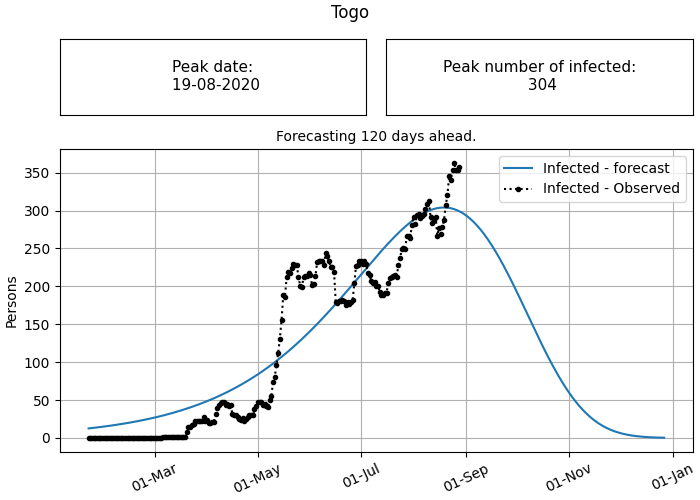 Togo
Peak date:
19-08-2020
Peak number of infected:
304
Forecasting 120 days ahead.
Infected - forecast
Infected - Observed
Persons
350
300
250
200
150
100
50
0
01-Mar
01-May
01-Jul
01-Sep
01-Nov
01-Jan